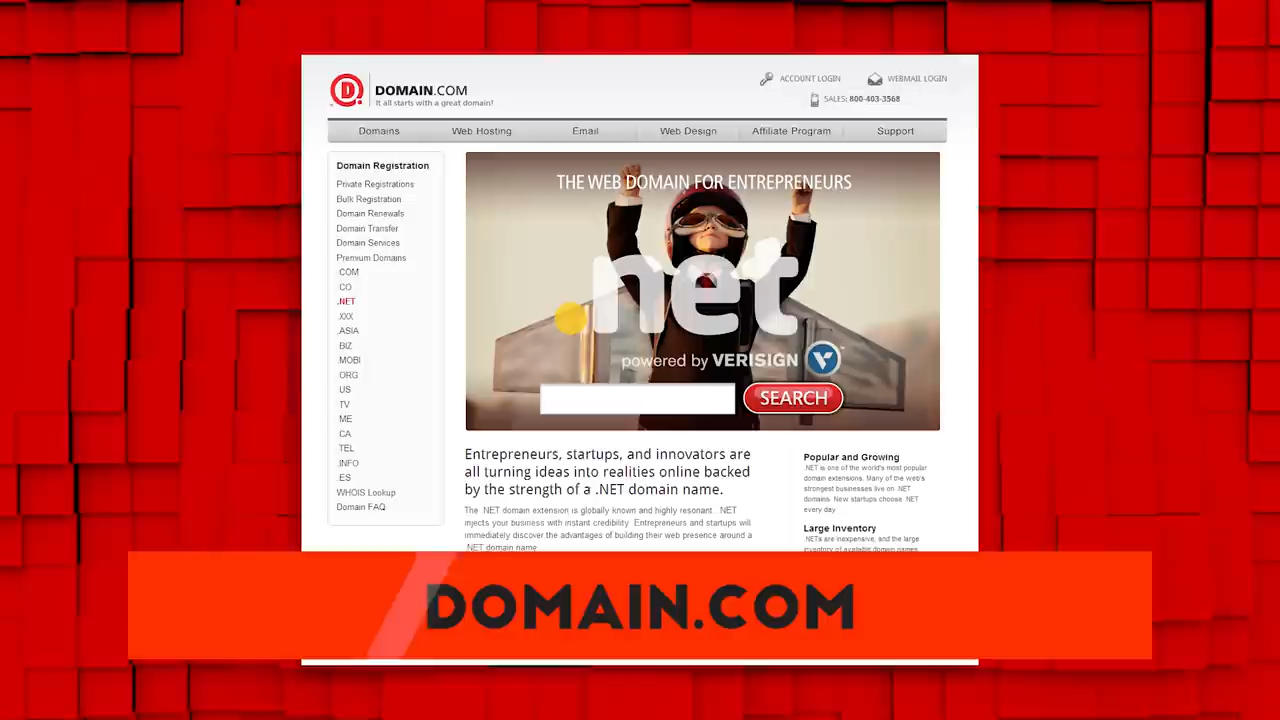 DOMAIN.COM
It all starts with a great domain!
ACCOUNT LOGIN
WEBMAIL LOGIN
SALES: 800-403-3568
Domains
Web Hosting
Email
Web Design
Affiliate Program
Support
Domain Registration
Private Registrations
Bulk Registration
Domain Renewals
Domain Transfer
Domain Services
Premium Domains
.COM
.CO
.NET
.XXX
.ASIA
.BIZ
.MOBI
.ORG
.US
.TV
.ME
.CA
.TEL
.INFO
.ES
WHOIS Lookup
Domain FAQ
THE WEB DOMAIN FOR ENTREPRENEURS
.net
powered by VERISIGN
SEARCH
Entrepreneurs, startups, and innovators are
all turning ideas into realities online backed
by the strength of a .NET domain name.
The .NET domain extension is globally known and highly resonant. .NET
injects your business with instant credibility. Entrepreneurs and startups will
immediately discover the advantages of building their web presence around a
.NET domain name.
Popular and Growing
.NET is one of the world's most popular
domain extensions. Many of the web's
strongest businesses live on .NET
domains. New startups choose .NET
every day.
Large Inventory
.NETs are inexpensive, and the large
inventory of available domain names
DOMAIN.COM